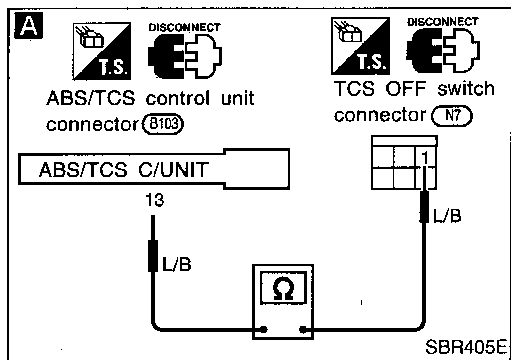 A
DISCONNECT
T.S.
ABS/TCS control unit
connector B103
DISCONNECT
T.S.
TCS OFF switch
connector N7
ABS/TCS C/UNIT
13
L/B
1
L/B
Ω
SBR405E